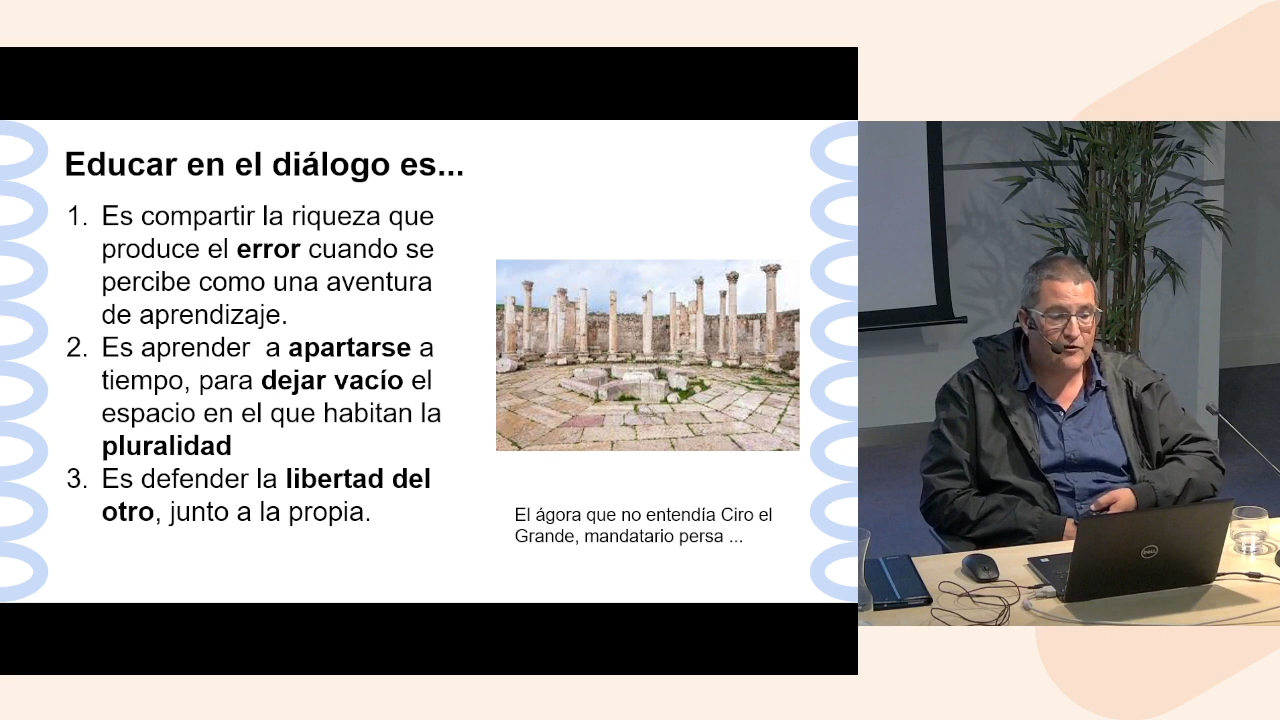 Educar en el diálogo es...
1. Es compartir la riqueza que
produce el error cuando se
percibe como una aventura
de aprendizaje.
2. Es aprender  a apartarse a
tiempo, para dejar vacío el
espacio en el que habitan la
pluralidad
3. Es defender la libertad del
otro, junto a la propia.
El ágora que no entendía Ciro el
Grande, mandatario persa ...
DELL